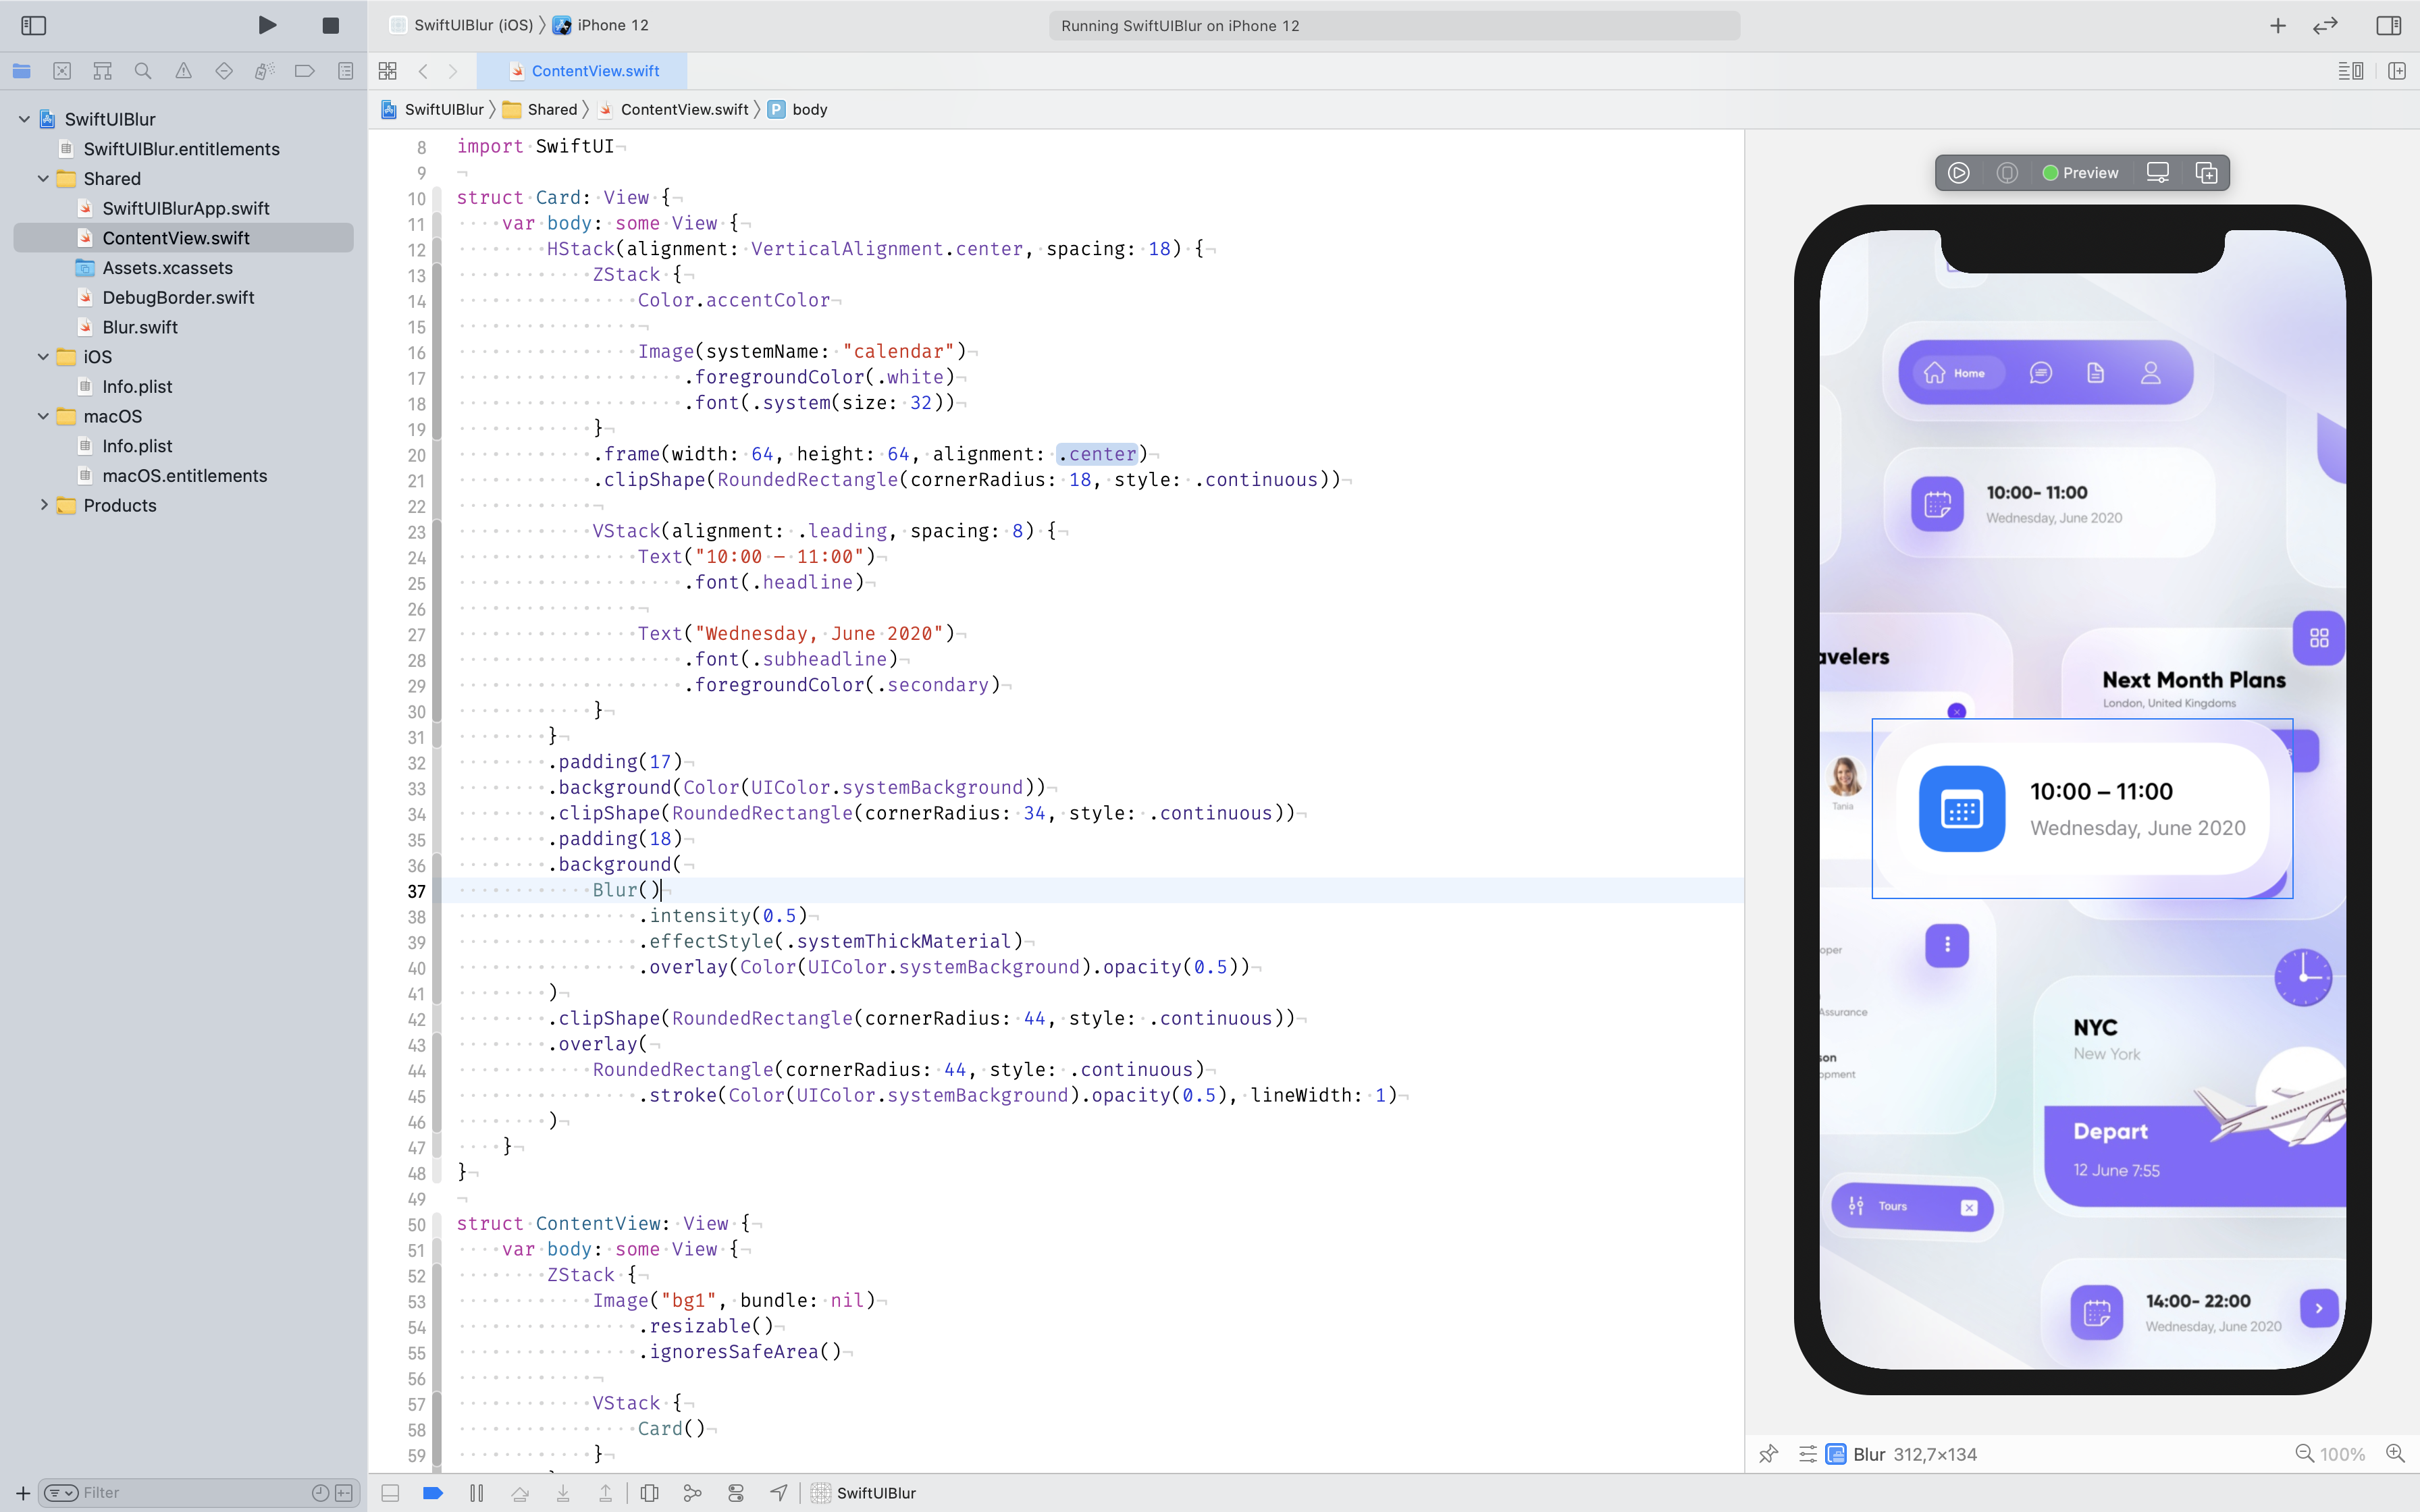 SwiftUIBlur (iOS) 〉 iPhone 12
Running SwiftUIBlur on iPhone 12
ContentView.swift
SwiftUIBlur 〉 Shared 〉 ContentView.swift 〉 P body
SwiftUIBlur
SwiftUIBlur.entitlements
Shared
SwiftUIBlurApp.swift
ContentView.swift
Assets.xcassets
DebugBorder.swift
Blur.swift
iOS
Info.plist
macOS
Info.plist
macOS.entitlements
Products
Filter
8 import SwiftUI
9
10 struct Card: View {
11 var body: some View {
12 HStack(alignment: VerticalAlignment.center, spacing: 18) {
13 ZStack {
14 Color.accentColor
15
16 Image(systemName: "calendar")
17 .foregroundColor(.white)
18 .font(.system(size: 32))
19 }
20 .frame(width: 64, height: 64, alignment: .center)
21 .clipShape(RoundedRectangle(cornerRadius: 18, style: .continuous))
22
23 VStack(alignment: .leading, spacing: 8) {
24 Text("10:00 – 11:00")
25 .font(.headline)
26
27 Text("Wednesday, June 2020")
28 .font(.subheadline)
29 .foregroundColor(.secondary)
30 }
31 }
32 .padding(17)
33 .background(Color(UIColor.systemBackground))
34 .clipShape(RoundedRectangle(cornerRadius: 34, style: .continuous))
35 .padding(18)
36 .background(
37 Blur()
38 .intensity(0.5)
39 .effectStyle(.systemThickMaterial)
40 .overlay(Color(UIColor.systemBackground).opacity(0.5))
41 )
42 .clipShape(RoundedRectangle(cornerRadius: 44, style: .continuous))
43 .overlay(
44 RoundedRectangle(cornerRadius: 44, style: .continuous)
45 .stroke(Color(UIColor.systemBackground).opacity(0.5), lineWidth: 1)
46 )
47 }
48 }
49
50 struct ContentView: View {
51 var body: some View {
52 ZStack {
53 Image("bg1", bundle: nil)
54 .resizable()
55 .ignoresSafeArea()
56
57 VStack {
58 Card()
59 }
SwiftUIBlur
Preview
Home
10:00- 11:00
Wednesday, June 2020
avelers
Next Month Plans
London, United Kingdoms
Tania
10:00 – 11:00
Wednesday, June 2020
oper
Assurance
son
opment
NYC
New York
Depart
12 June 7:55
Tours
14:00- 22:00
Wednesday, June 2020
Blur 312,7×134
100%